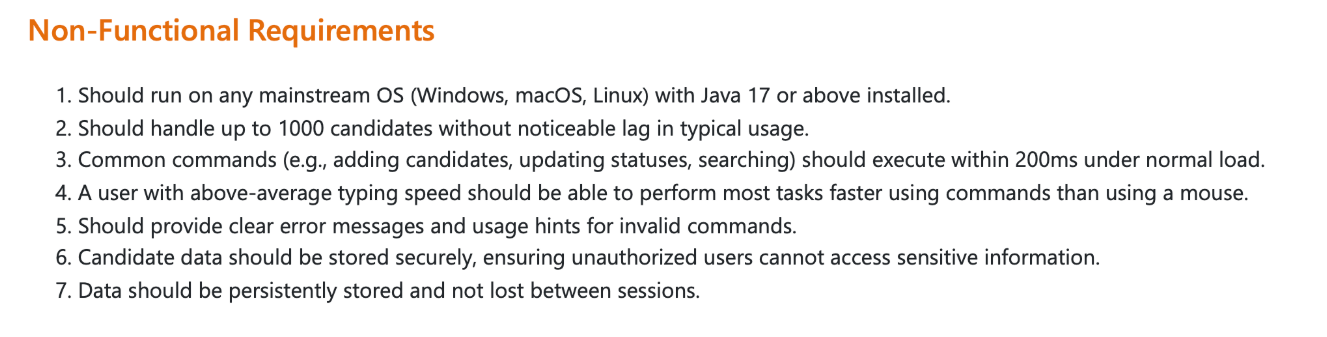 Non-Functional Requirements
1. Should run on any mainstream OS (Windows, macOS, Linux) with Java 17 or above installed.
2. Should handle up to 1000 candidates without noticeable lag in typical usage.
3. Common commands (e.g., adding candidates, updating statuses, searching) should execute within 200ms under normal load.
4. A user with above-average typing speed should be able to perform most tasks faster using commands than using a mouse.
5. Should provide clear error messages and usage hints for invalid commands.
6. Candidate data should be stored securely, ensuring unauthorized users cannot access sensitive information.
7. Data should be persistently stored and not lost between sessions.